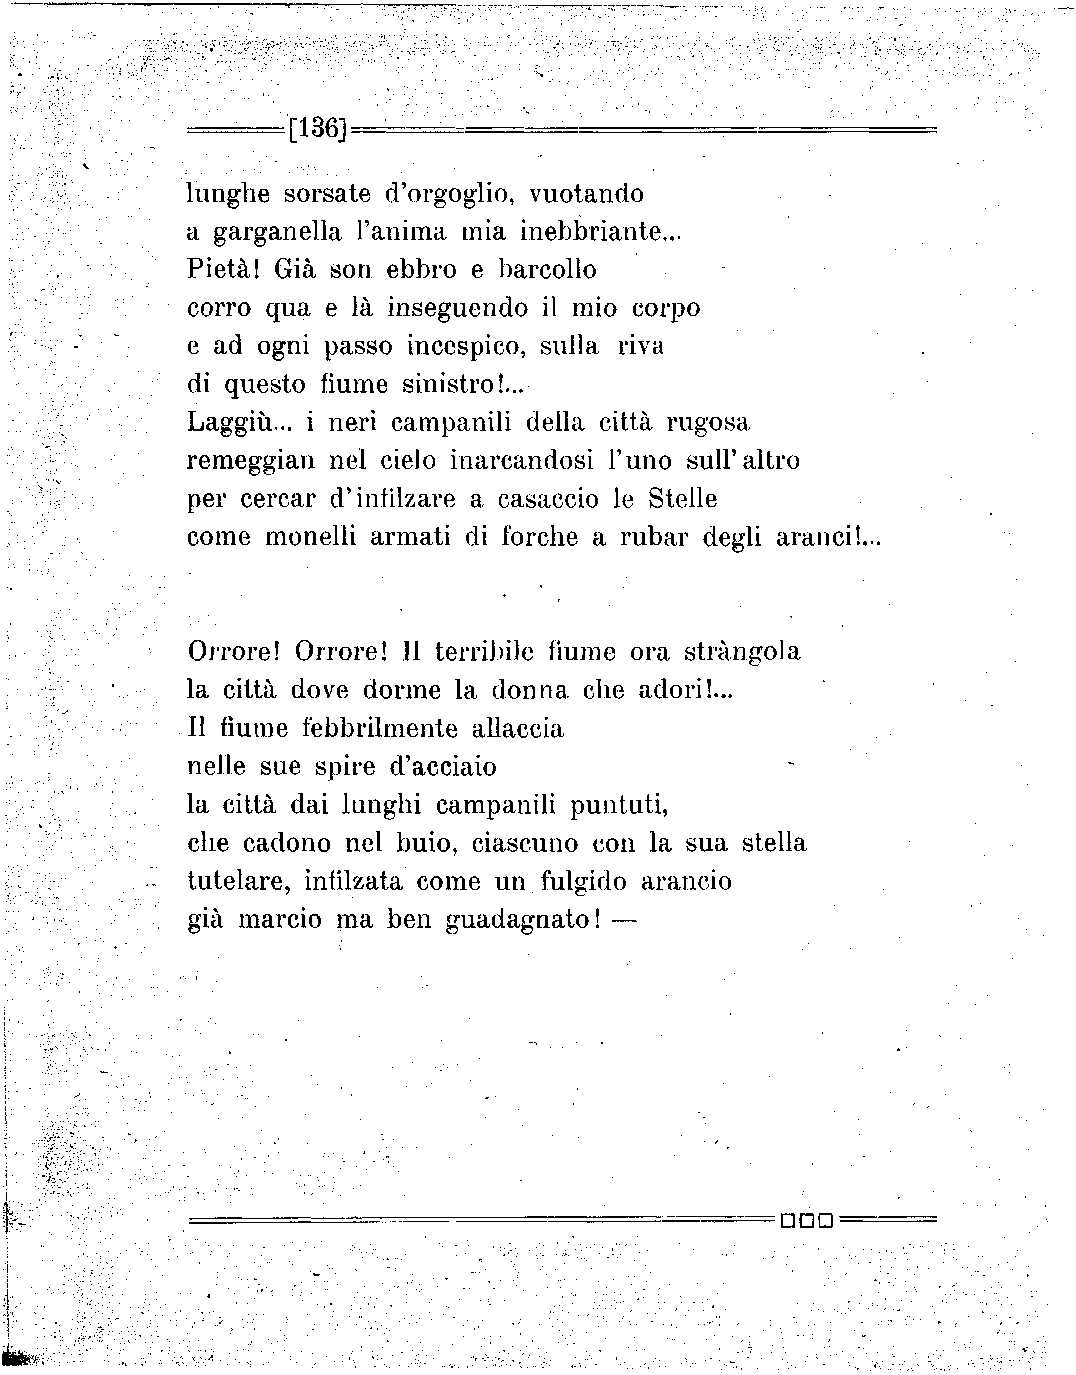 [136]
lunghe sorsate d'orgoglio, vuotando
a garganella l'anima mia inebbriante...
Pietà! Già son ebbro e barcollo
corro qua e là inseguendo il mio corpo
e ad ogni passo incespico, sulla riva
di questo fiume sinistro!...
Laggiù... i neri campanili della città rugosa
remeggian nel cielo inarcandosi l'uno sull'altro
per cercar d'infilzare a casaccio le Stelle
come monelli armati di forche a rubar degli aranci!...
Orrore! Orrore! Il terribile fiume ora stràngola
la città dove dorme la donna che adori!...
Il fiume febbrilmente allaccia
nelle sue spire d'acciaio
la città dai lunghi campanili puntuti,
che cadono nel buio, ciascuno con la sua stella
tutelare, infilzata come un fulgido arancio
già marcio ma ben guadagnato! —